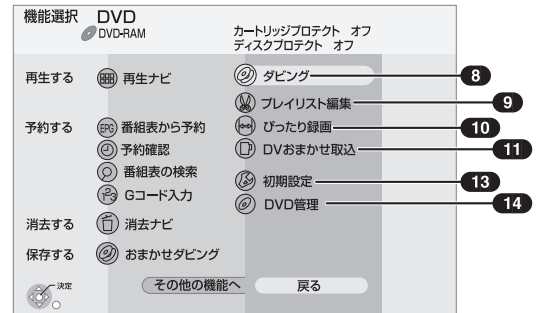 機能選択 DVD
DVD-RAM
カートリッジプロテクト オフ
ディスクプロテクト オフ
再生する 再生ナビ
ダビング 8
プレイリスト編集 9
予約する EPG 番組表から予約
ぴったり録画 10
予約確認
DVおまかせ取込 11
番組表の検索
初期設定 13
Gコード入力
DVD管理 14
消去する 消去ナビ
保存する おまかせダビング
決定
その他の機能へ 戻る